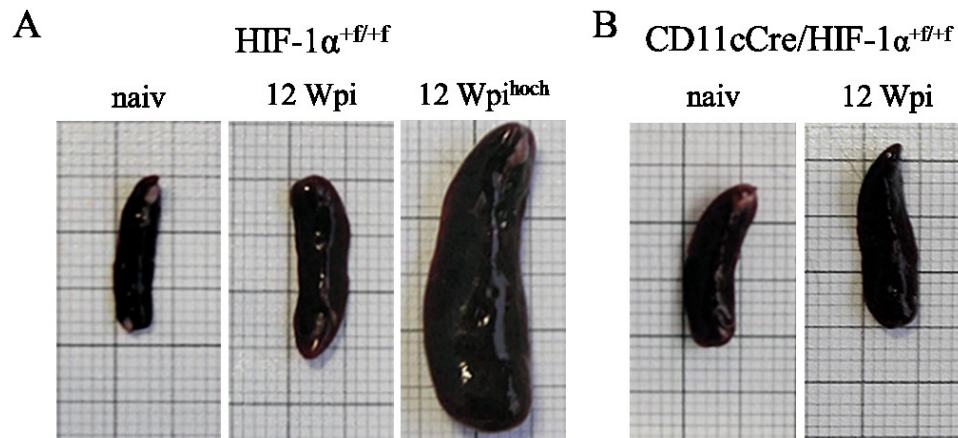 A
HIF-1α+f/+f
naiv
12 Wpi
12 Wpihoch
B
CD11cCre/HIF-1α+f/+f
naiv
12 Wpi